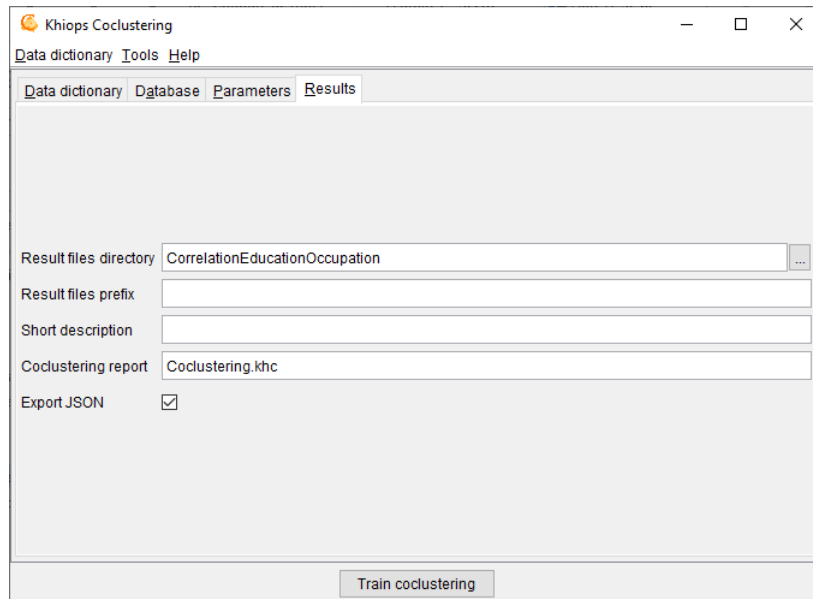 Khiops Coclustering
Data dictionary Tools Help
Data dictionary Database Parameters Results
Result files directory CorrelationEducationOccupation ...
Result files prefix
Short description
Coclustering report Coclustering.khc
Export JSON
Train coclustering